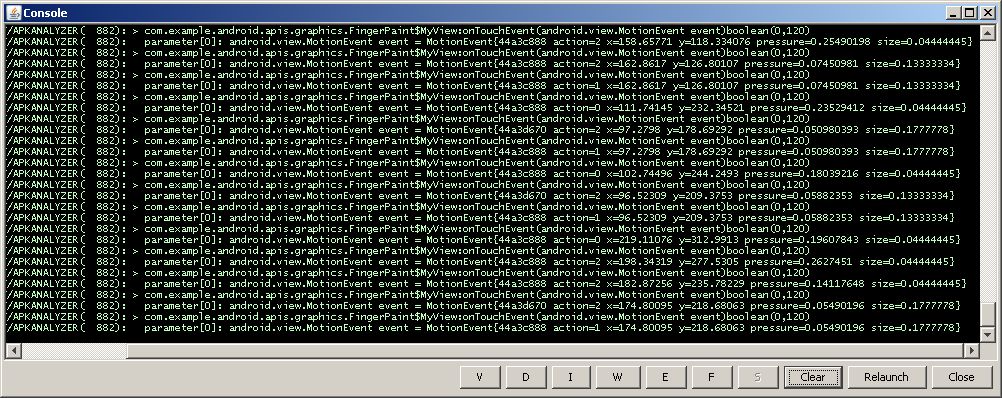 Console
/APKANALYZER(  882): > com.example.android.apis.graphics.FingerPaint$MyView:onTouchEvent(android.view.MotionEvent event)boolean(0,120)
/APKANALYZER(  882):   parameter[0]: android.view.MotionEvent event = MotionEvent{44a3c888 action=2 x=158.65771 y=118.334076 pressure=0.25490198 size=0.04444445}
/APKANALYZER(  882): > com.example.android.apis.graphics.FingerPaint$MyView:onTouchEvent(android.view.MotionEvent event)boolean(0,120)
/APKANALYZER(  882):   parameter[0]: android.view.MotionEvent event = MotionEvent{44a3c888 action=2 x=162.8617 y=126.80107 pressure=0.07450981 size=0.13333334}
/APKANALYZER(  882): > com.example.android.apis.graphics.FingerPaint$MyView:onTouchEvent(android.view.MotionEvent event)boolean(0,120)
/APKANALYZER(  882):   parameter[0]: android.view.MotionEvent event = MotionEvent{44a3c888 action=1 x=162.8617 y=126.80107 pressure=0.07450981 size=0.13333334}
/APKANALYZER(  882): > com.example.android.apis.graphics.FingerPaint$MyView:onTouchEvent(android.view.MotionEvent event)boolean(0,120)
/APKANALYZER(  882):   parameter[0]: android.view.MotionEvent event = MotionEvent{44a3c888 action=0 x=111.74145 y=232.34521 pressure=0.23529412 size=0.04444445}
/APKANALYZER(  882): > com.example.android.apis.graphics.FingerPaint$MyView:onTouchEvent(android.view.MotionEvent event)boolean(0,120)
/APKANALYZER(  882):   parameter[0]: android.view.MotionEvent event = MotionEvent{44a3d670 action=2 x=97.2798 y=178.69292 pressure=0.050980393 size=0.1777778}
/APKANALYZER(  882): > com.example.android.apis.graphics.FingerPaint$MyView:onTouchEvent(android.view.MotionEvent event)boolean(0,120)
/APKANALYZER(  882):   parameter[0]: android.view.MotionEvent event = MotionEvent{44a3c888 action=1 x=97.2798 y=178.69292 pressure=0.050980393 size=0.1777778}
/APKANALYZER(  882): > com.example.android.apis.graphics.FingerPaint$MyView:onTouchEvent(android.view.MotionEvent event)boolean(0,120)
/APKANALYZER(  882):   parameter[0]: android.view.MotionEvent event = MotionEvent{44a3c888 action=0 x=102.74496 y=244.2493 pressure=0.18039216 size=0.04444445}
/APKANALYZER(  882): > com.example.android.apis.graphics.FingerPaint$MyView:onTouchEvent(android.view.MotionEvent event)boolean(0,120)
/APKANALYZER(  882):   parameter[0]: android.view.MotionEvent event = MotionEvent{44a3d670 action=2 x=96.52309 y=209.3753 pressure=0.05882353 size=0.13333334}
/APKANALYZER(  882): > com.example.android.apis.graphics.FingerPaint$MyView:onTouchEvent(android.view.MotionEvent event)boolean(0,120)
/APKANALYZER(  882):   parameter[0]: android.view.MotionEvent event = MotionEvent{44a3c888 action=1 x=96.52309 y=209.3753 pressure=0.05882353 size=0.13333334}
/APKANALYZER(  882): > com.example.android.apis.graphics.FingerPaint$MyView:onTouchEvent(android.view.MotionEvent event)boolean(0,120)
/APKANALYZER(  882):   parameter[0]: android.view.MotionEvent event = MotionEvent{44a3c888 action=0 x=219.11076 y=312.9913 pressure=0.19607843 size=0.04444445}
/APKANALYZER(  882): > com.example.android.apis.graphics.FingerPaint$MyView:onTouchEvent(android.view.MotionEvent event)boolean(0,120)
/APKANALYZER(  882):   parameter[0]: android.view.MotionEvent event = MotionEvent{44a3c888 action=2 x=198.34319 y=277.5305 pressure=0.2627451 size=0.04444445}
/APKANALYZER(  882): > com.example.android.apis.graphics.FingerPaint$MyView:onTouchEvent(android.view.MotionEvent event)boolean(0,120)
/APKANALYZER(  882):   parameter[0]: android.view.MotionEvent event = MotionEvent{44a3c888 action=2 x=182.87256 y=235.78229 pressure=0.14117648 size=0.04444445}
/APKANALYZER(  882): > com.example.android.apis.graphics.FingerPaint$MyView:onTouchEvent(android.view.MotionEvent event)boolean(0,120)
/APKANALYZER(  882):   parameter[0]: android.view.MotionEvent event = MotionEvent{44a3d670 action=2 x=174.80095 y=218.68063 pressure=0.05490196 size=0.1777778}
/APKANALYZER(  882): > com.example.android.apis.graphics.FingerPaint$MyView:onTouchEvent(android.view.MotionEvent event)boolean(0,120)
/APKANALYZER(  882):   parameter[0]: android.view.MotionEvent event = MotionEvent{44a3c888 action=1 x=174.80095 y=218.68063 pressure=0.05490196 size=0.1777778}
V D I W E F S Clear Relaunch Close